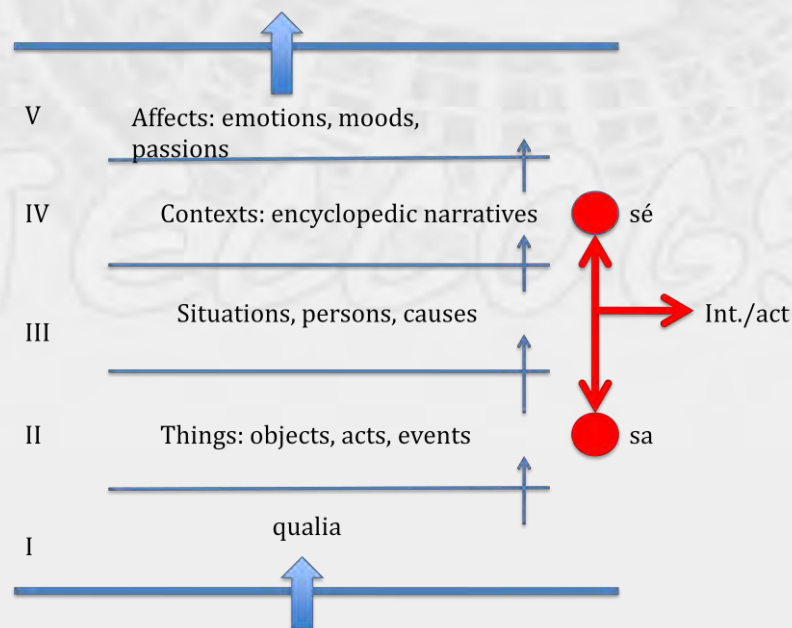 V
Affects: emotions, moods,
passions
IV
Contexts: encyclopedic narratives
sé
Situations, persons, causes
Int./act
III
II
Things: objects, acts, events
sa
qualia
I